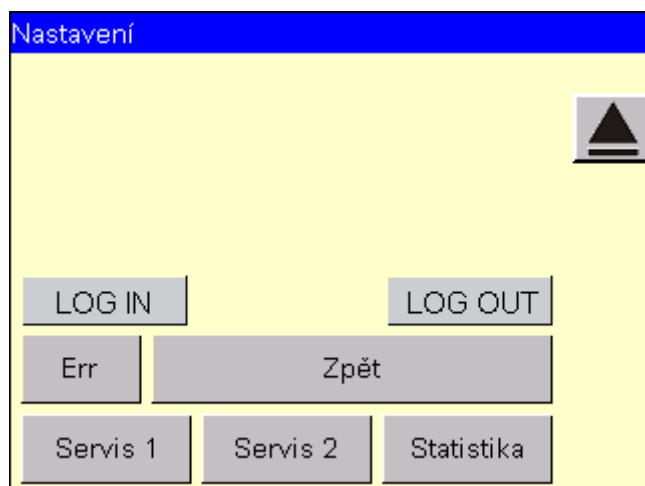 Nastavení
LOG IN LOG OUT
Err Zpět
Servis 1 Servis 2 Statistika